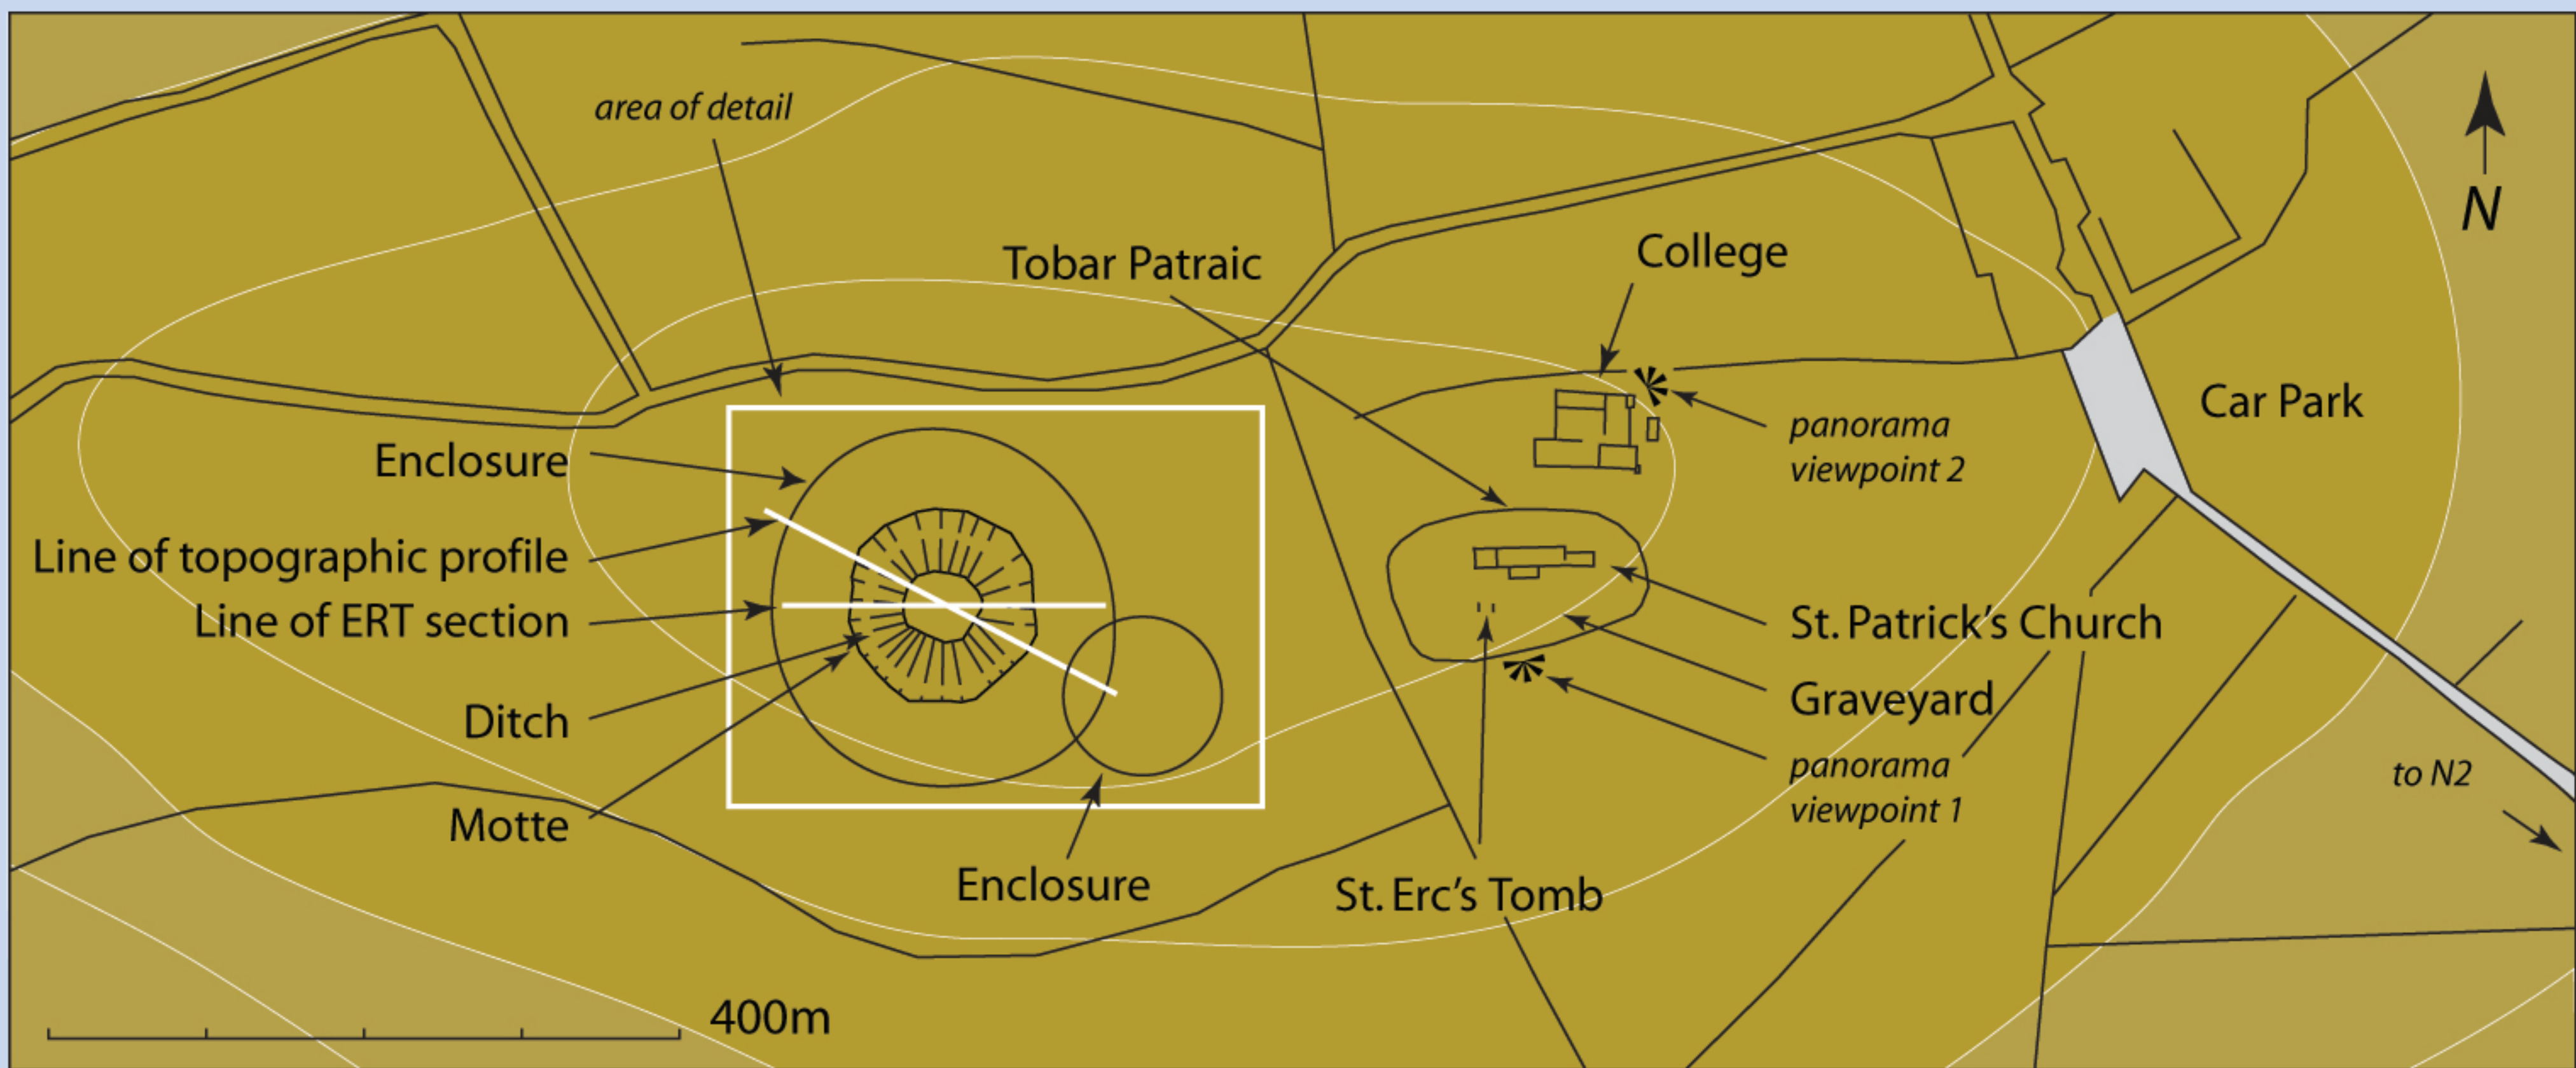 area of detail
N
Tobar Patraic
College
Car Park
panorama
viewpoint 2
Enclosure
Line of topographic profile
Line of ERT section
St. Patrick's Church
Graveyard
Ditch
panorama
viewpoint 1
to N2
Motte
Enclosure
St. Erc's Tomb
400m